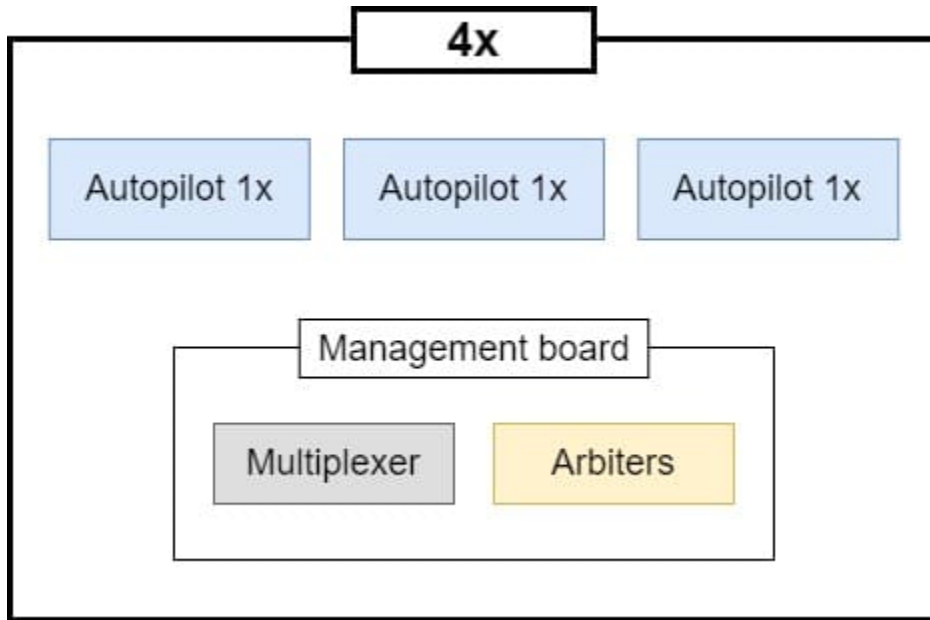 4x
Autopilot 1x
Autopilot 1x
Autopilot 1x
Management board
Multiplexer
Arbiters